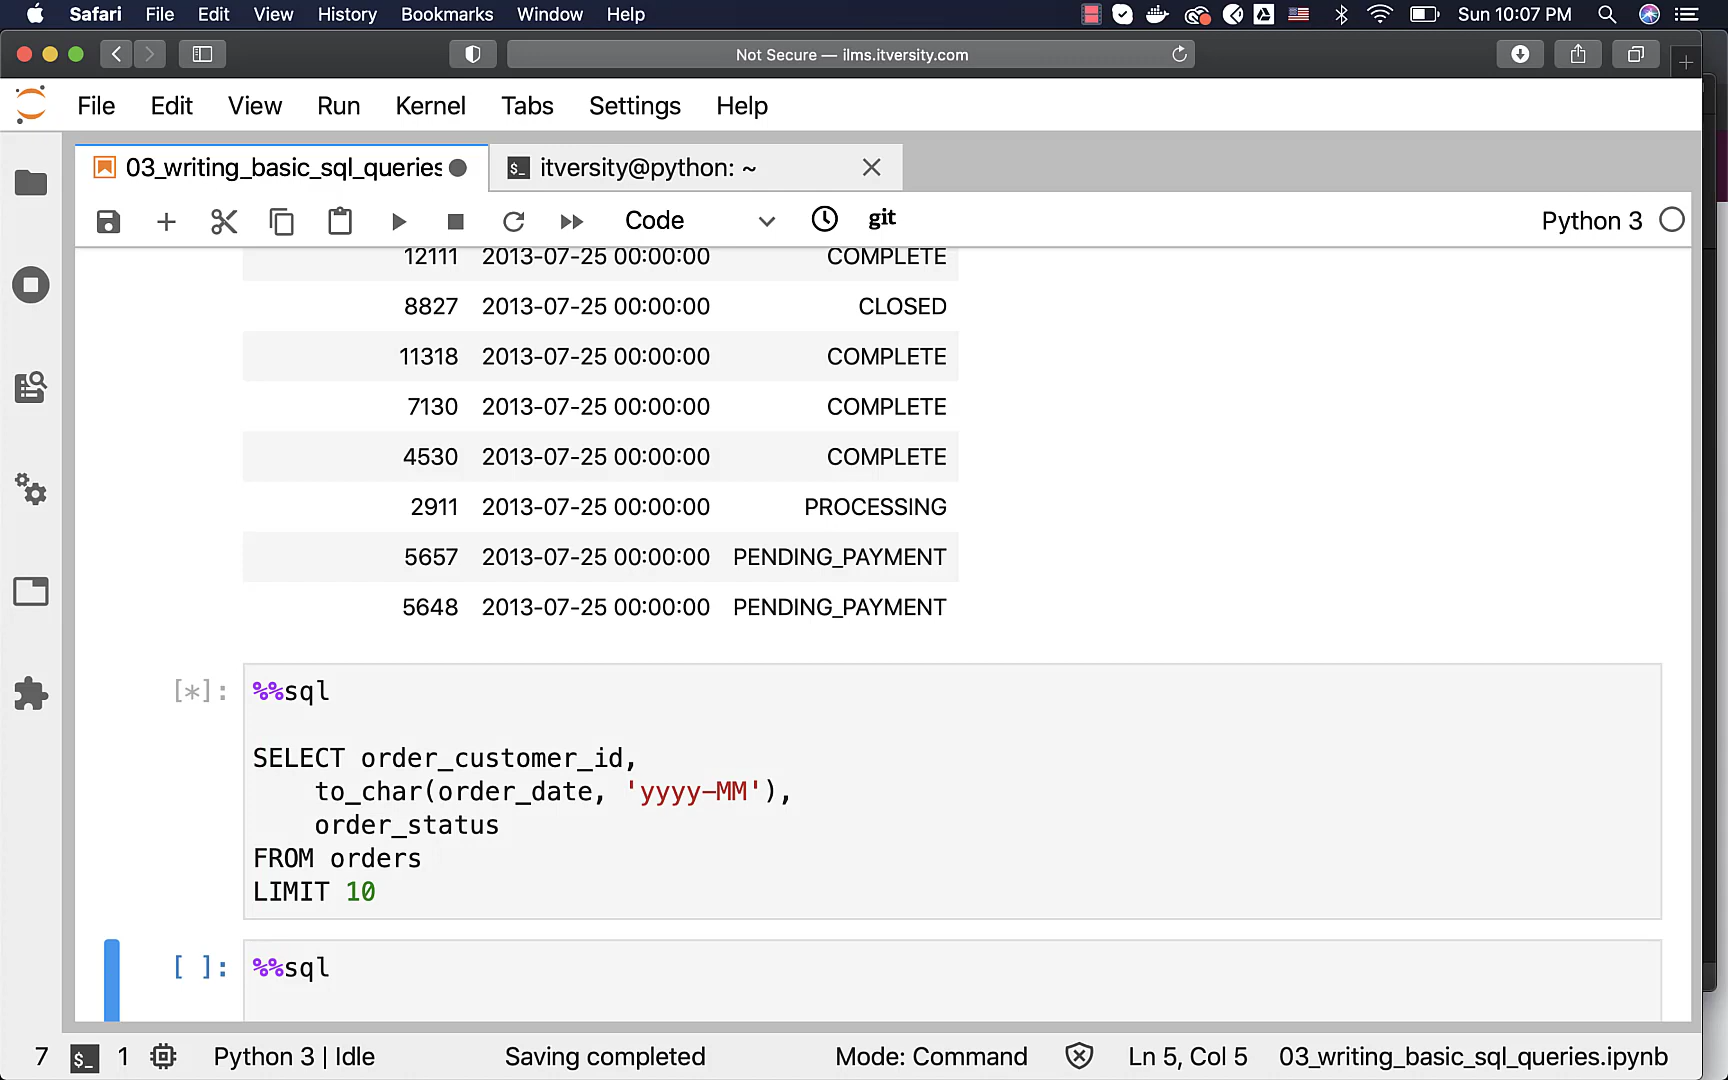 Safari File Edit View History Bookmarks Window Help Sun 10:07 PM
Not Secure — ilms.itversity.com
File Edit View Run Kernel Tabs Settings Help
03_writing_basic_sql_queries itversity@python: ~
Code git Python 3
12111 2013-07-25 00:00:00 COMPLETE
8827 2013-07-25 00:00:00 CLOSED
11318 2013-07-25 00:00:00 COMPLETE
7130 2013-07-25 00:00:00 COMPLETE
4530 2013-07-25 00:00:00 COMPLETE
2911 2013-07-25 00:00:00 PROCESSING
5657 2013-07-25 00:00:00 PENDING_PAYMENT
5648 2013-07-25 00:00:00 PENDING_PAYMENT
[*]: %%sql
SELECT order_customer_id,
to_char(order_date, 'yyyy-MM'),
order_status
FROM orders
LIMIT 10
[ ]: %%sql
7 $_ 1 Python 3 | Idle Saving completed Mode: Command Ln 5, Col 5 03_writing_basic_sql_queries.ipynb